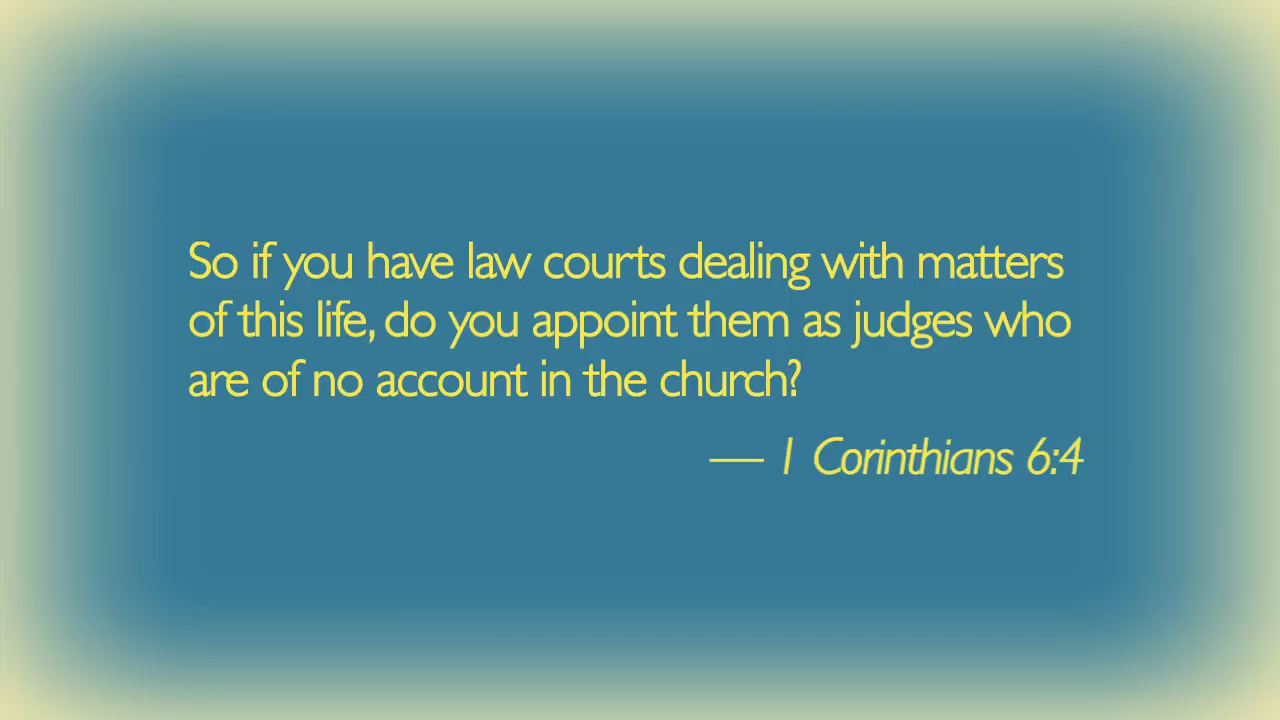 So if you have law courts dealing with matters
of this life, do you appoint them as judges who
are of no account in the church?
— 1 Corinthians 6:4